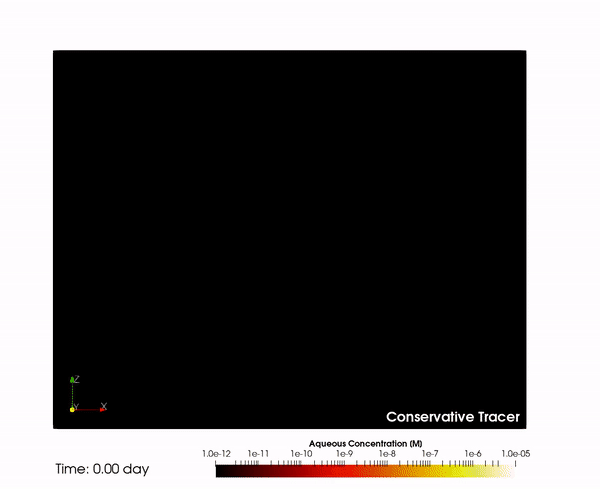 Z
Y
X
Conservative Tracer
Aqueous Concentration [M]
1.0e-12 1e-11 1e-10 1e-9 1e-8 1e-7 1e-6 1.0e-05
Time: 0.00 day